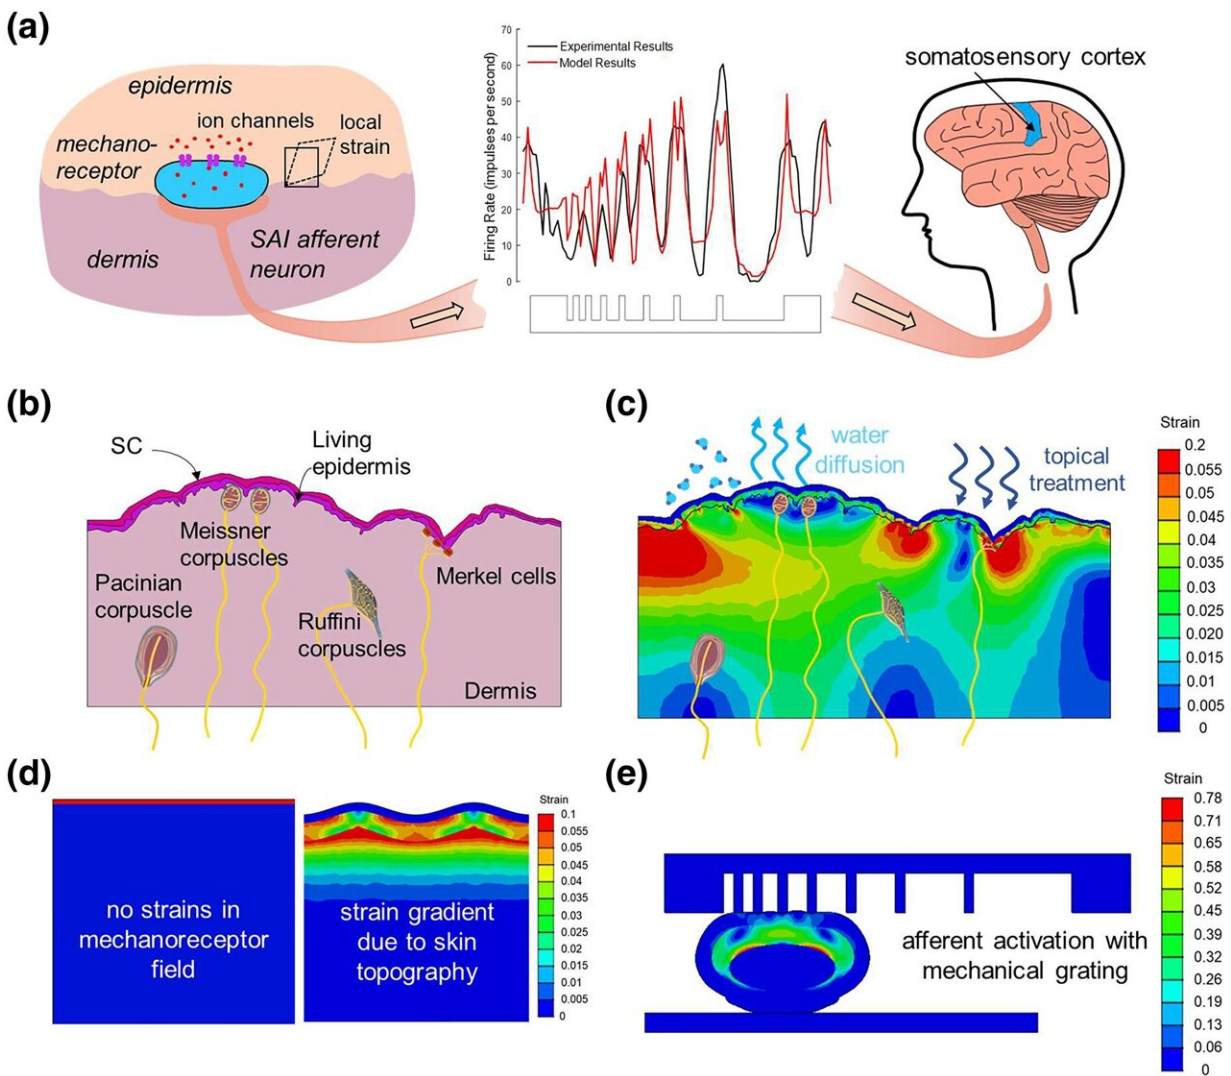 (a)
epidermis
ion channels
mechano-
receptor
local
strain
dermis
SAI afferent
neuron
Firing Rate (impulses per second)
70
60
50
40
30
20
10
0
Experimental Results
Model Results
somatosensory cortex
(b)
SC
Living
epidermis
Meissner
corpuscles
Pacinian
corpuscle
Ruffini
corpuscles
Merkel cells
Dermis
(c)
water
diffusion
topical
treatment
Strain
0.2
0.055
0.05
0.045
0.04
0.035
0.03
0.025
0.020
0.015
0.01
0.005
0
(d)
no strains in
mechanoreceptor
field
strain gradient
due to skin
topography
Strain
0.1
0.055
0.05
0.045
0.04
0.035
0.03
0.025
0.02
0.015
0.01
0.005
0
(e)
afferent activation with
mechanical grating
Strain
0.78
0.71
0.65
0.58
0.52
0.45
0.39
0.32
0.26
0.19
0.13
0.06
0